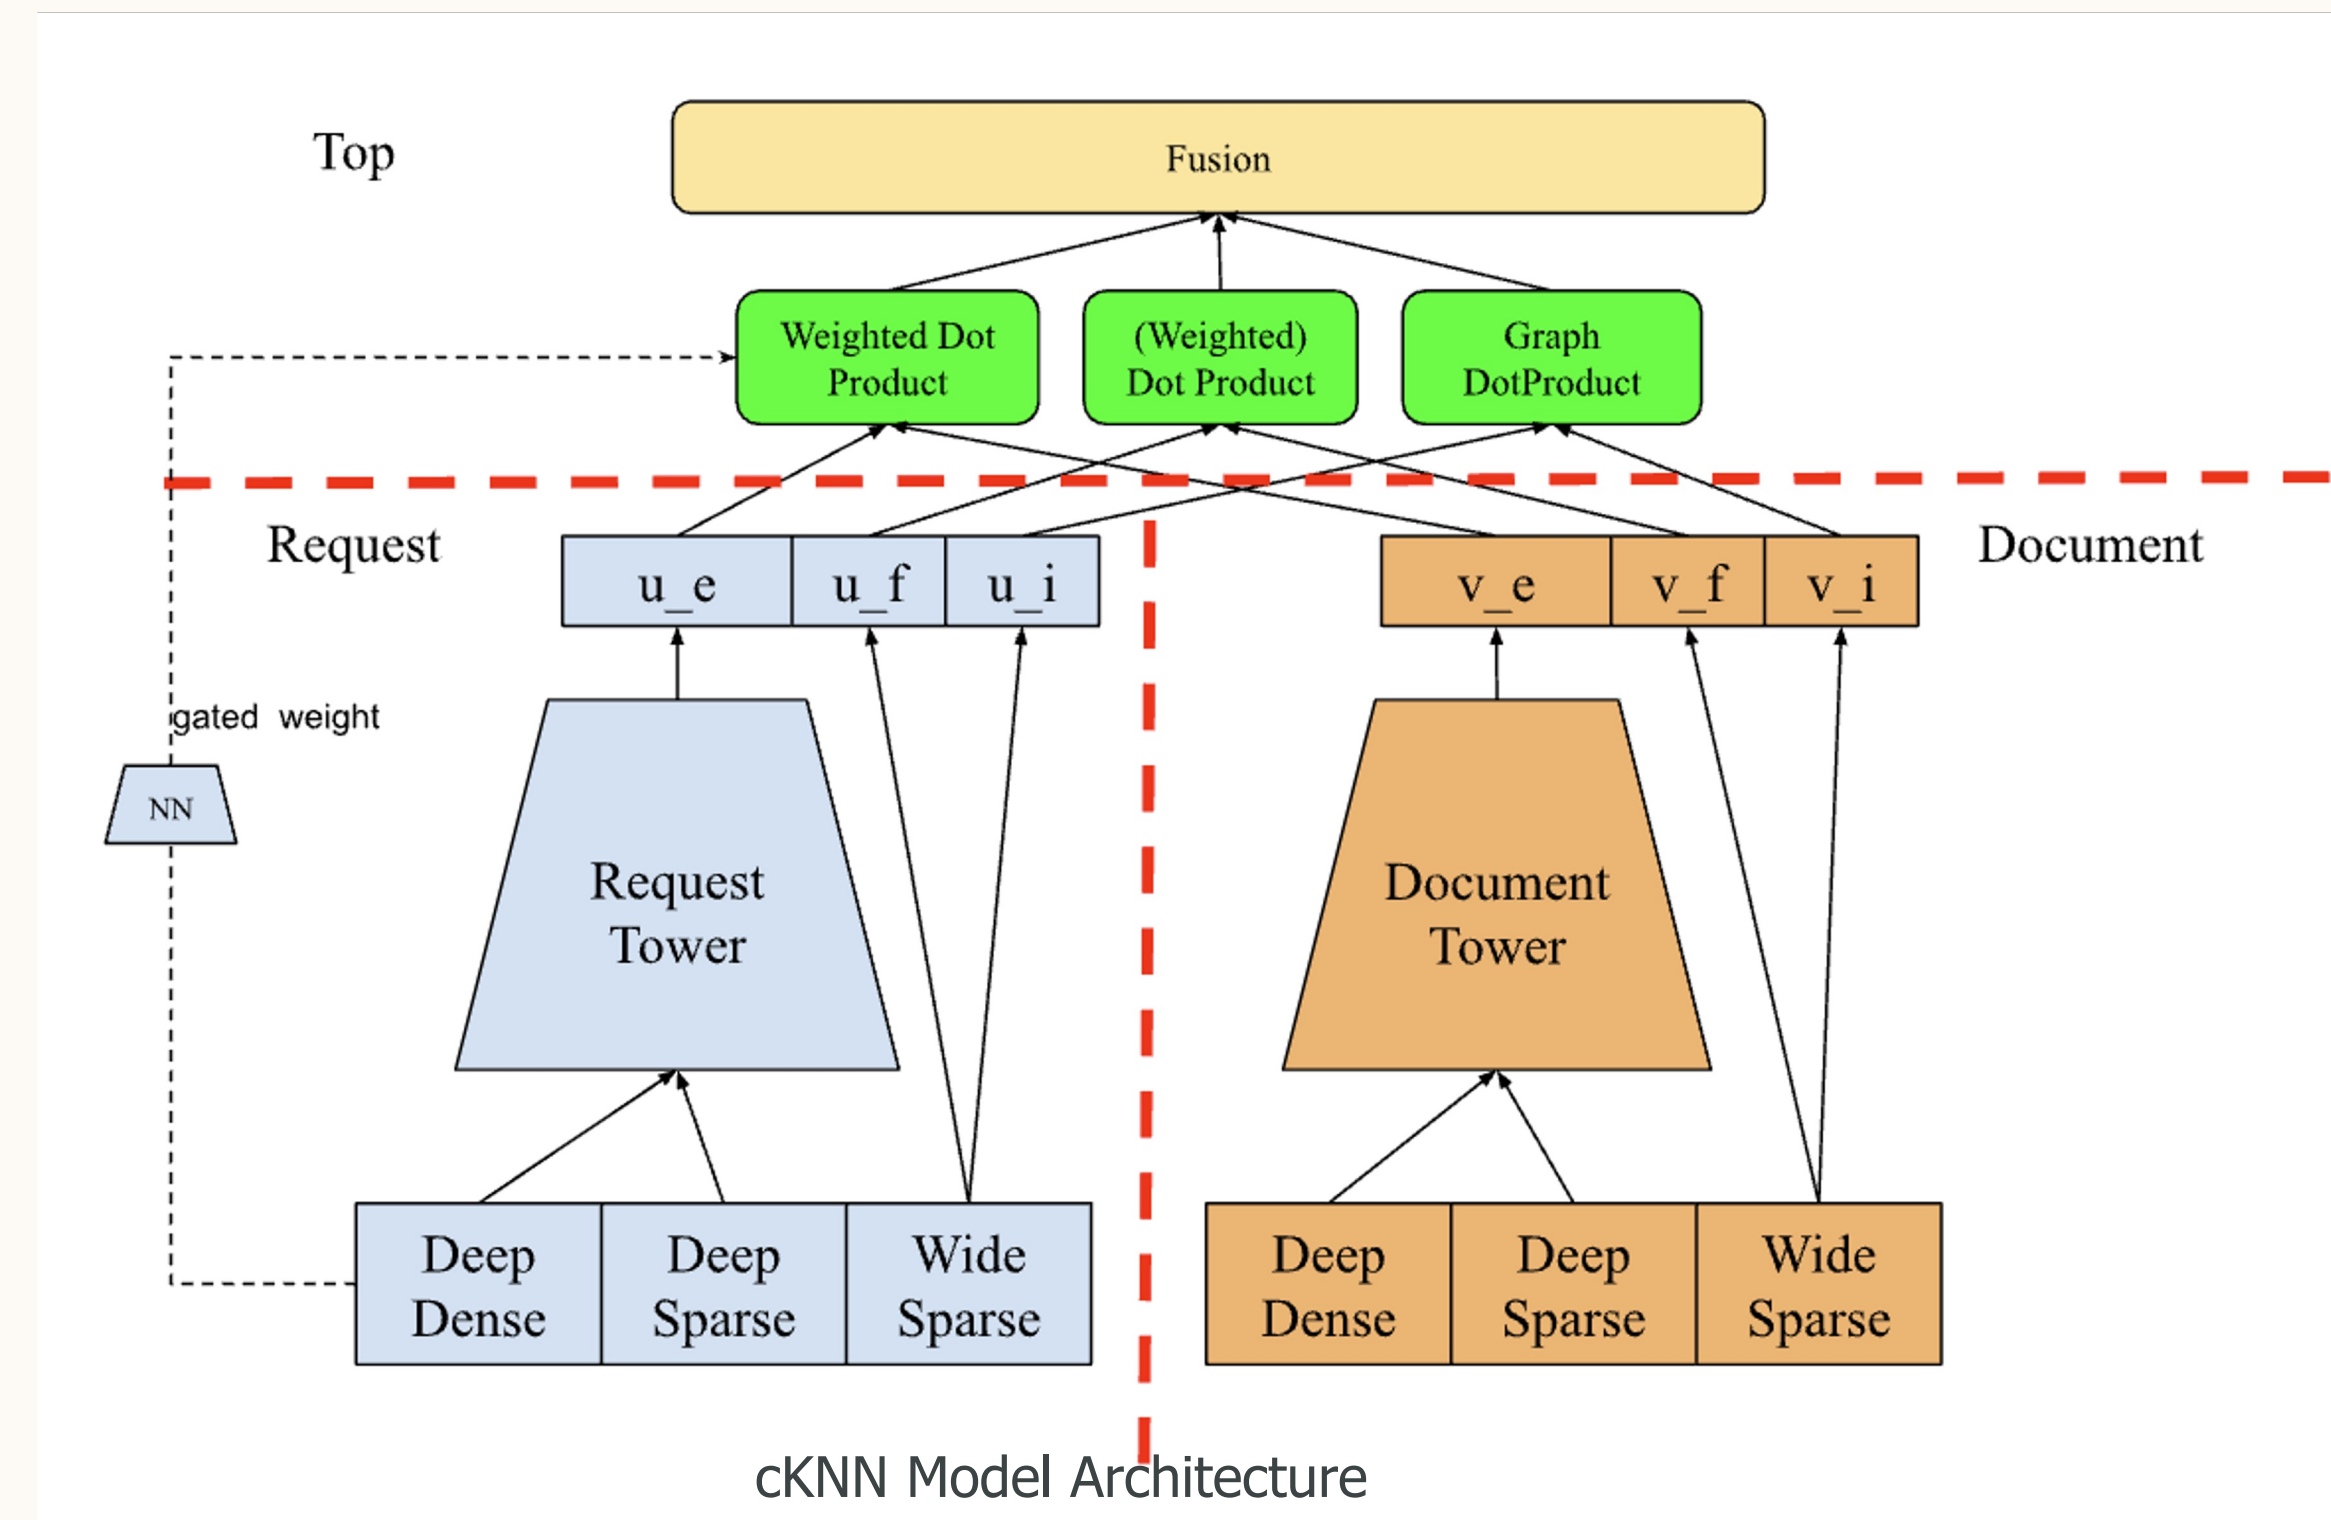 Top
Fusion
Weighted Dot
Product
(Weighted)
Dot Product
Graph
DotProduct
Request
Document
u_e
u_f
u_i
v_e
v_f
v_i
gated weight
NN
Request
Tower
Document
Tower
Deep
Dense
Deep
Sparse
Wide
Sparse
Deep
Dense
Deep
Sparse
Wide
Sparse
cKNN Model Architecture